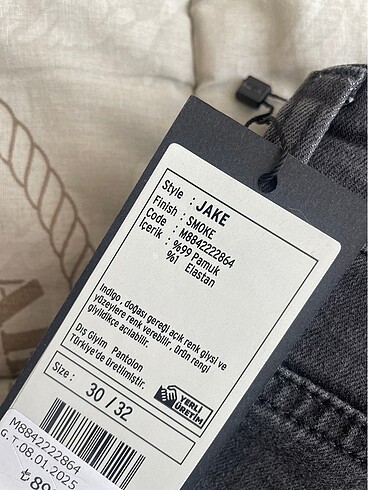 Style : JAKE
Finish : SMOKE
Code : M884222864
İçerik : %99 Pamuk
%1 Elastan
Indigo, doğası gereği açık renk giysi ve
yüzeylere renk verebilir, ürün rengi
giyildikçe açılabilir.
Dış Giyim Pantolon
Türkiye'de üretilmiştir.
YERLİ
ÜRETİM
Size : 30 / 32
M8842222864
G.T.08.01.2025